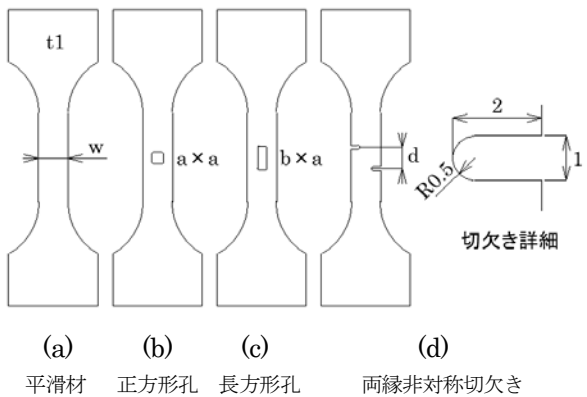 t1
w
a×a
b×a
d
2
1
R0.5
切欠き詳細
(a)
(b)
(c)
(d)
平滑材
正方形孔
長方形孔
両縁非対称切欠き